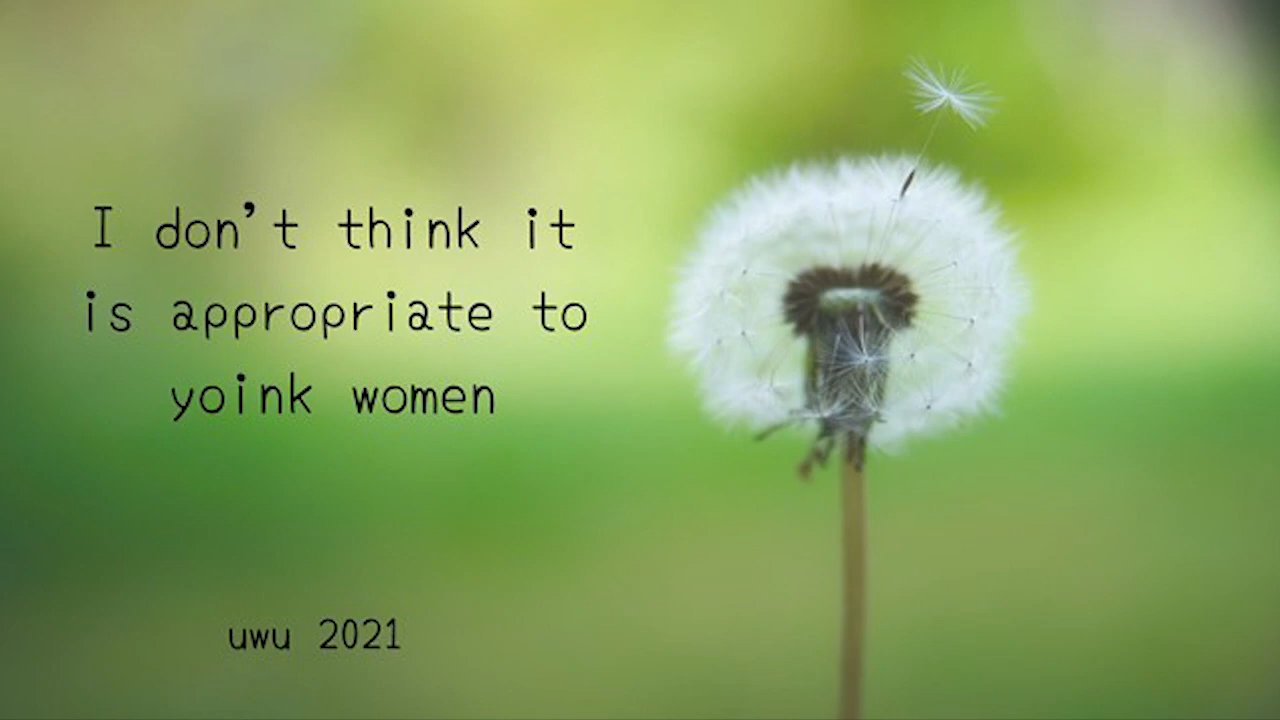 I don't think it
is appropriate to
yoink women
uwu 2021